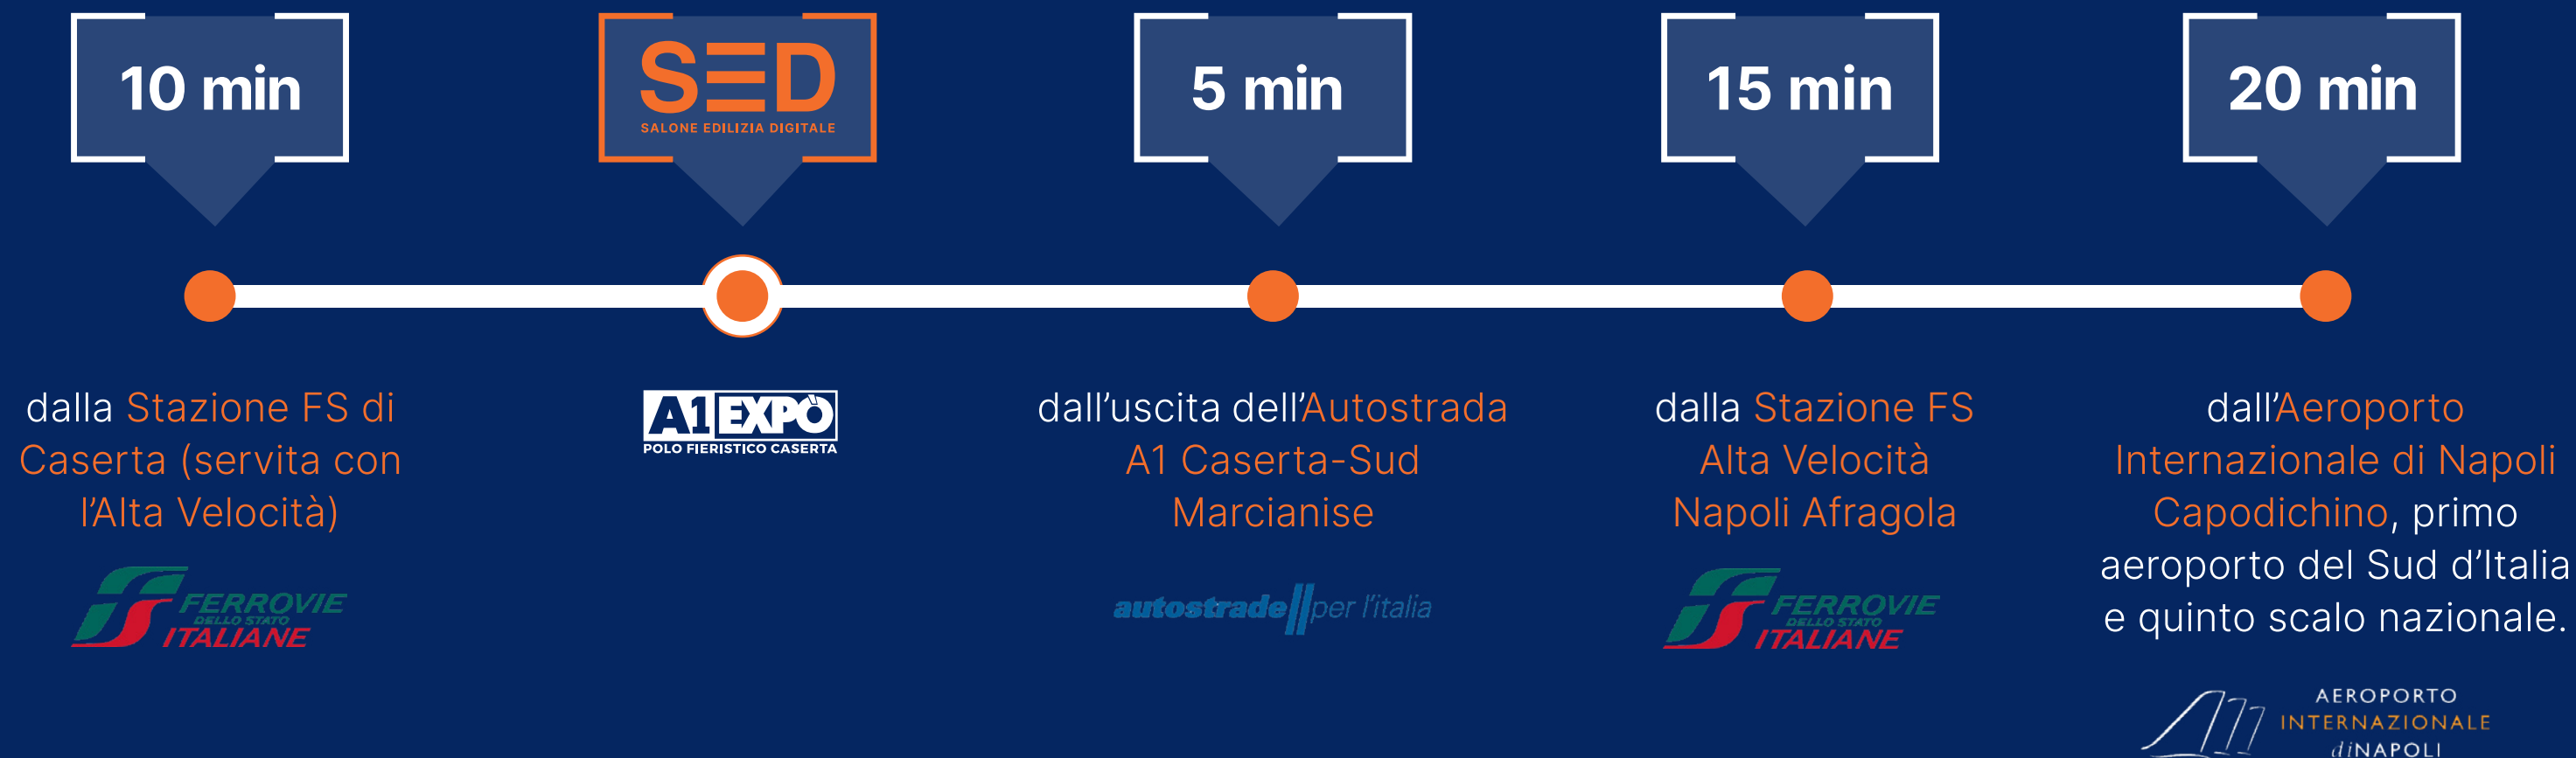 10 min
SED
SALONE EDILIZIA DIGITALE
5 min
15 min
20 min
dalla Stazione FS di
Caserta (servita con
l'Alta Velocità)
FERROVIE
DELLO STATO
ITALIANE
A1 EXPÒ
POLO FIERISTICO CASERTA
dall'uscita dell'Autostrada
A1 Caserta-Sud
Marcianise
autostrade per l'italia
dalla Stazione FS
Alta Velocità
Napoli Afragola
FERROVIE
DELLO STATO
ITALIANE
dall'Aeroporto
Internazionale di Napoli
Capodichino, primo
aeroporto del Sud d'Italia
e quinto scalo nazionale.
AEROPORTO
INTERNAZIONALE
diNAPOLI